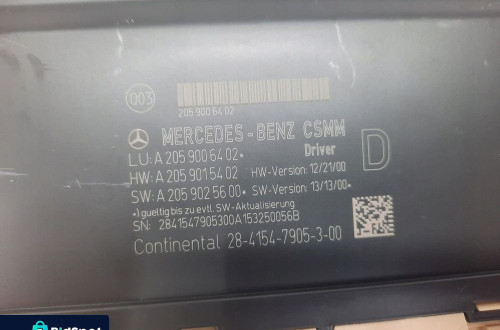 003
205 900 64 02
MERCEDES-BENZ CSMM
LU: A 205 900 64 02• Driver
D
HW: A 205 901 54 02 HW-Version: 12/21/00
SW: A 205 902 56 00• SW-Version: 13/13/00•
•) gueltig bis zu evtl. SW-Aktualisierung
SN: 2841547905300A153250056B
Continental 28-4154-7905-3-00
BidSpot